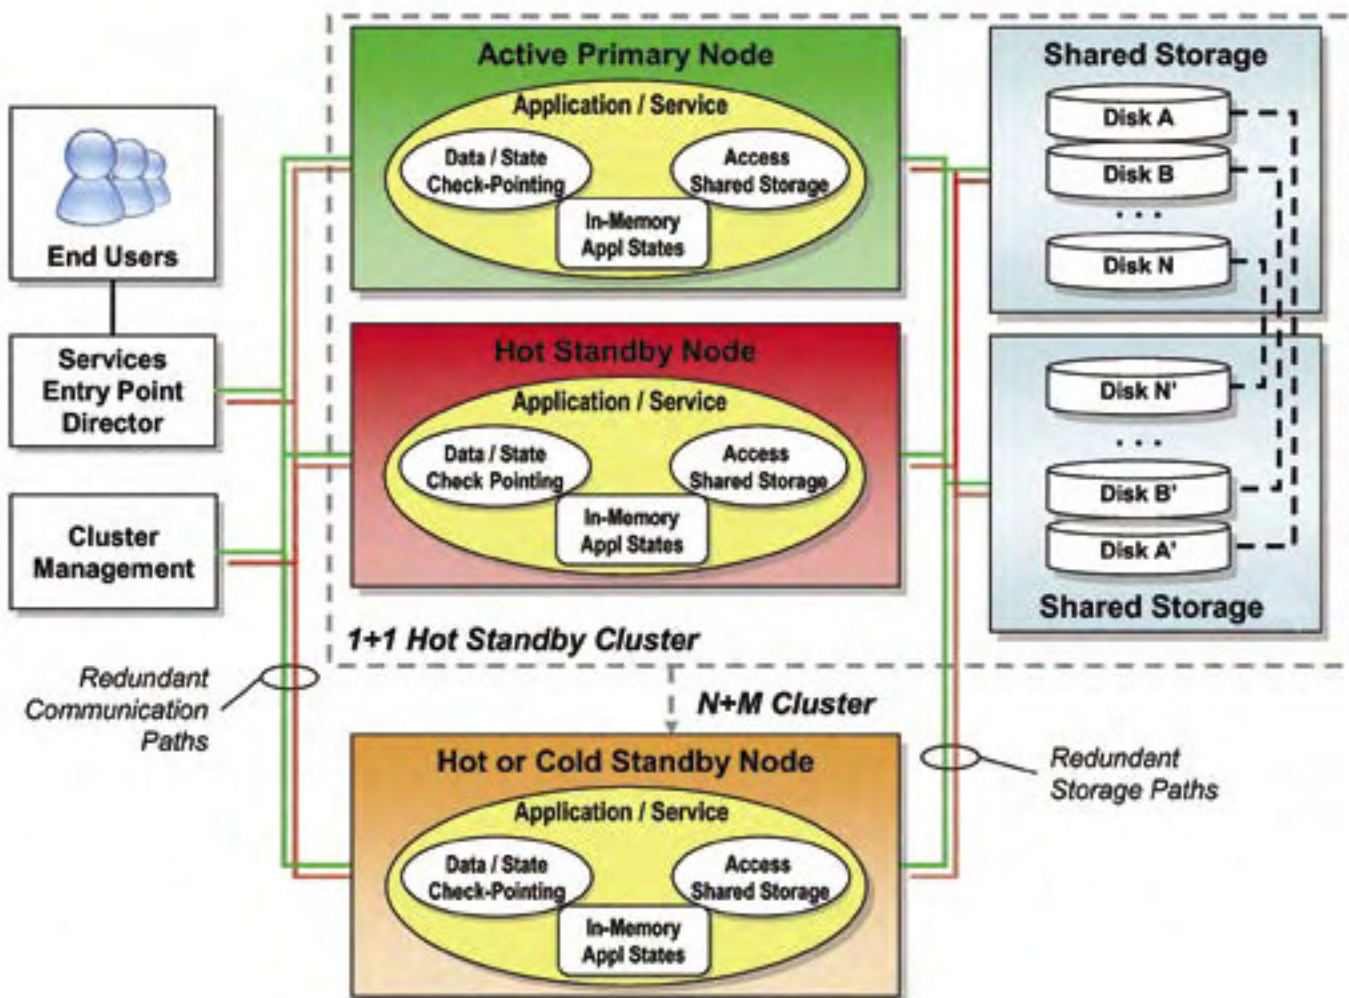 End Users
Services
Entry Point
Director
Cluster
Management
Redundant
Communication
Paths
Active Primary Node
Application / Service
Data / State
Check-Pointing
Access
Shared Storage
In-Memory
Appl States
Hot Standby Node
Application / Service
Data / State
Check Pointing
Access
Shared Storage
In-Memory
Appl States
1+1 Hot Standby Cluster
N+M Cluster
Hot or Cold Standby Node
Application / Service
Data / State
Check-Pointing
Access
Shared Storage
In-Memory
Appl States
Shared Storage
Disk A
Disk B
. . .
Disk N
Disk N'
. . .
Disk B'
Disk A'
Shared Storage
Redundant
Storage Paths